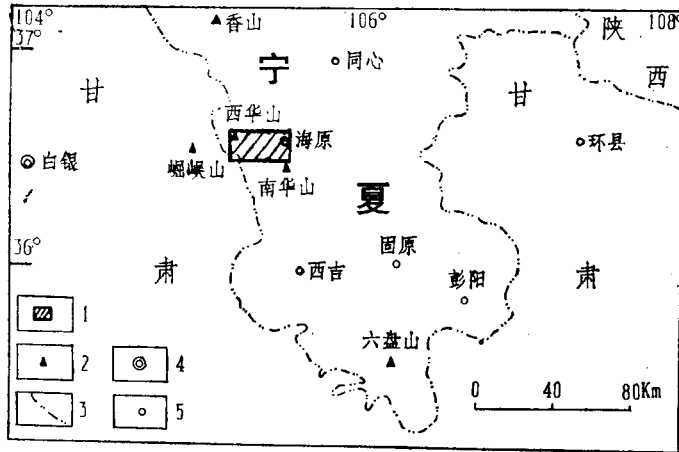 104°
106°
108°
37°
香山
陕
宁
同心
甘
甘
西
西华山
海原
环县
白银
崛㠇山
南华山
夏
36°
固原
肃
西吉
彭阳
肃
1
六盘山
2
4
0
40
80Km
3
5